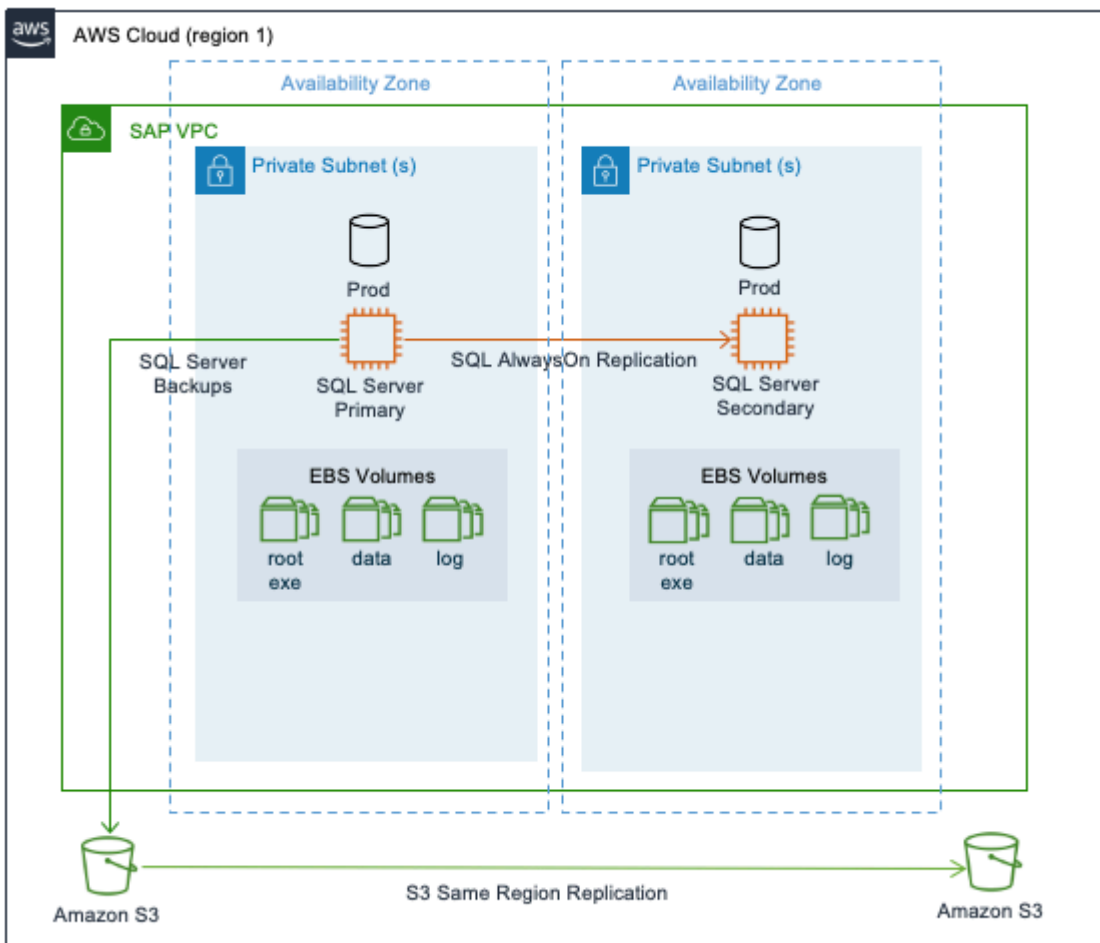 aws
AWS Cloud (region 1)
Availability Zone
Availability Zone
SAP VPC
Private Subnet (s)
Private Subnet (s)
Prod
Prod
SQL Server
Backups
SQL AlwaysOn Replication
SQL Server
Primary
SQL Server
Secondary
EBS Volumes
EBS Volumes
root
exe
data
log
root
exe
data
log
S3 Same Region Replication
Amazon S3
Amazon S3